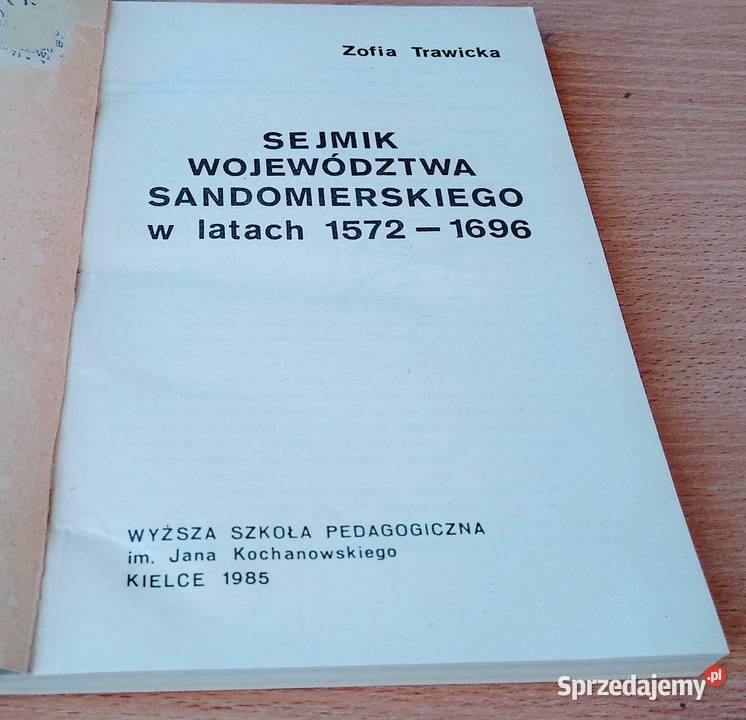 Zofia Trawicka
SEJMIK
WOJEWÓDZTWA
SANDOMIERSKIEGO
w latach 1572 — 1696
WYŻSZA SZKOŁA PEDAGOGICZNA
im. Jana Kochanowskiego
KIELCE 1985
Sprzedajemy.pl